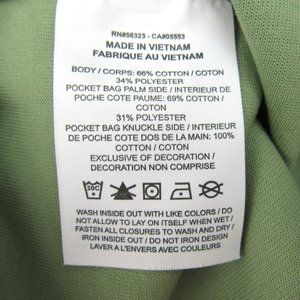 RN#56323 - CA#05553
MADE IN VIETNAM
FABRIQUE AU VIETNAM
BODY / CORPS: 66% COTTON / COTON
34% POLYESTER
POCKET BAG PALM SIDE / INTERIEUR DE
POCHE COTE PAUME: 69% COTTON /
COTON
31% POLYESTER
POCKET BAG KNUCKLE SIDE / INTERIEUR
DE POCHE COTE DOS DE LA MAIN: 100%
COTTON / COTON
EXCLUSIVE OF DECORATION /
DECORATION NON COMPRISE
30C
WASH INSIDE OUT WITH LIKE COLORS / DO
NOT ALLOW TO LAY ON ITSELF WHEN WET /
FASTEN ALL CLOSURES TO WASH AND DRY /
IRON INSIDE OUT / DO NOT IRON DESIGN
LAVER A L'ENVERS AVEC COULEURS